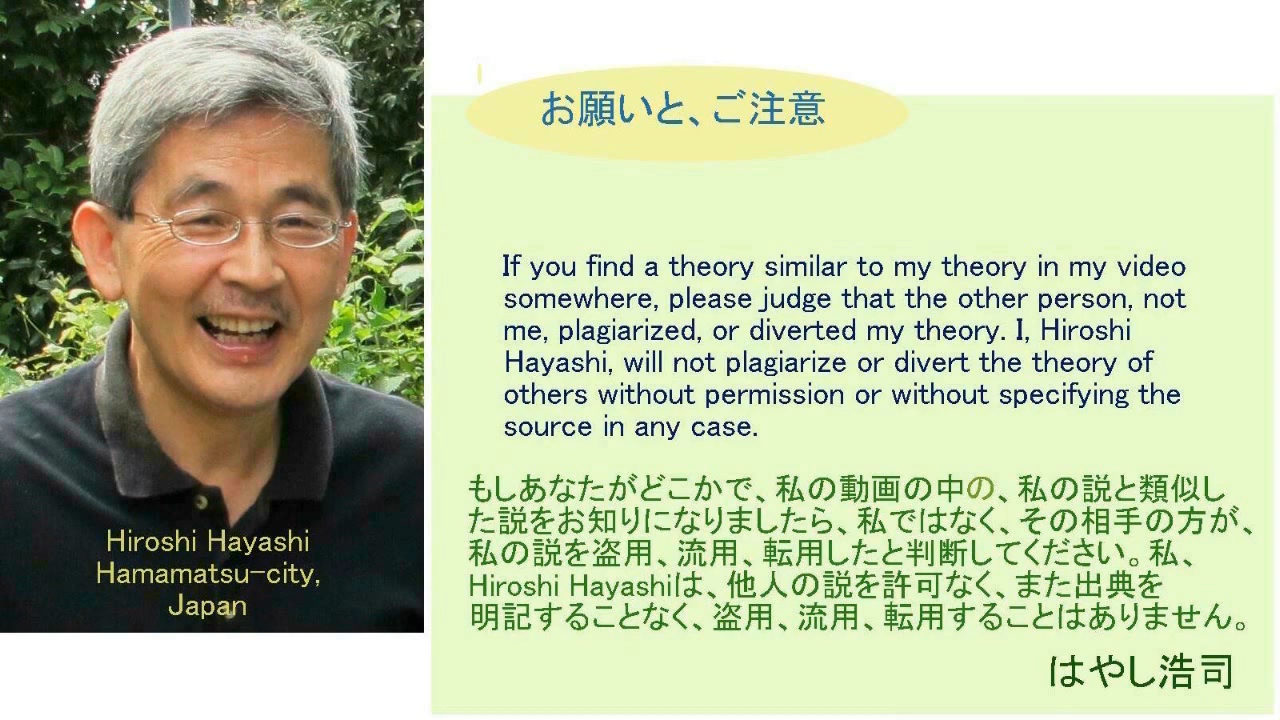 お願いと、ご注意
If you find a theory similar to my theory in my video
somewhere, please judge that the other person, not
me, plagiarized, or diverted my theory. I, Hiroshi
Hayashi, will not plagiarize or divert the theory of
others without permission or without specifying the
source in any case.
もしあなたがどこかで、私の動画の中の、私の説と類似し
た説をお知りになりましたら、私ではなく、その相手の方が、
私の説を盗用、流用、転用したと判断してください。私、
Hiroshi Hayashiは、他人の説を許可なく、また出典を
明記することなく、盗用、流用、転用することはありません。
はやし浩司
Hiroshi Hayashi
Hamamatsu-city,
Japan